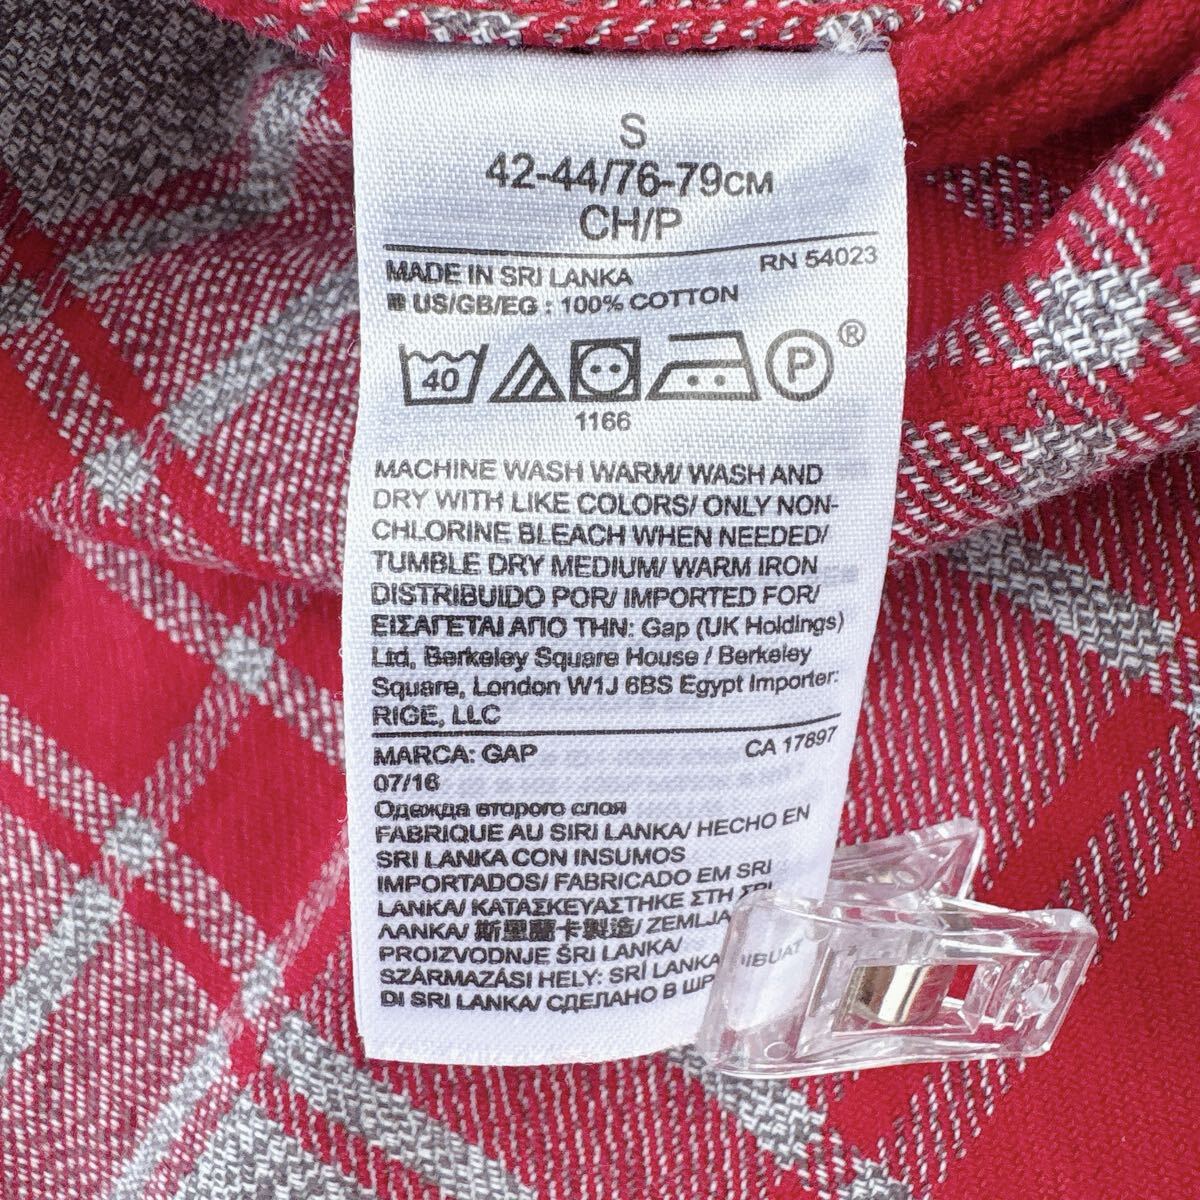 S
42-44/76-79CM
CH/P
MADE IN SRI LANKA
RN 54023
US/GB/EG : 100% COTTON
40
P
®
1166
MACHINE WASH WARM/ WASH AND
DRY WITH LIKE COLORS/ ONLY NON-
CHLORINE BLEACH WHEN NEEDED/
TUMBLE DRY MEDIUM/ WARM IRON
DISTRIBUIDO POR/ IMPORTED FOR/
ΕΙΣΑΓΕΤΑΙ ΑΠΟ ΤΗΝ: Gap (UK Holdings)
Ltd, Berkeley Square House / Berkeley
Square, London W1J 6BS Egypt Importer:
RIGE, LLC
MARCA: GAP
CA 17897
07/16
Одежда второго слоя
FABRIQUE AU SIRI LANKA/ HECHO EN
SRI LANKA CON INSUMOS
IMPORTADOS/ FABRICADO EM SRI
LANKA/ ΚΑΤΑΣΚΕΥΑΣΤΗΚΕ ΣΤΗ ΣΡΙ
ΛΑΝΚΑ/ 斯里蘭卡製造/ ZEMLJA
PROIZVODNJE ŠRI LANKA/
SZÁRMAZÁSI HELY: SRÍ LANKA
DI SRI LANKA/ СДЕЛАНО В